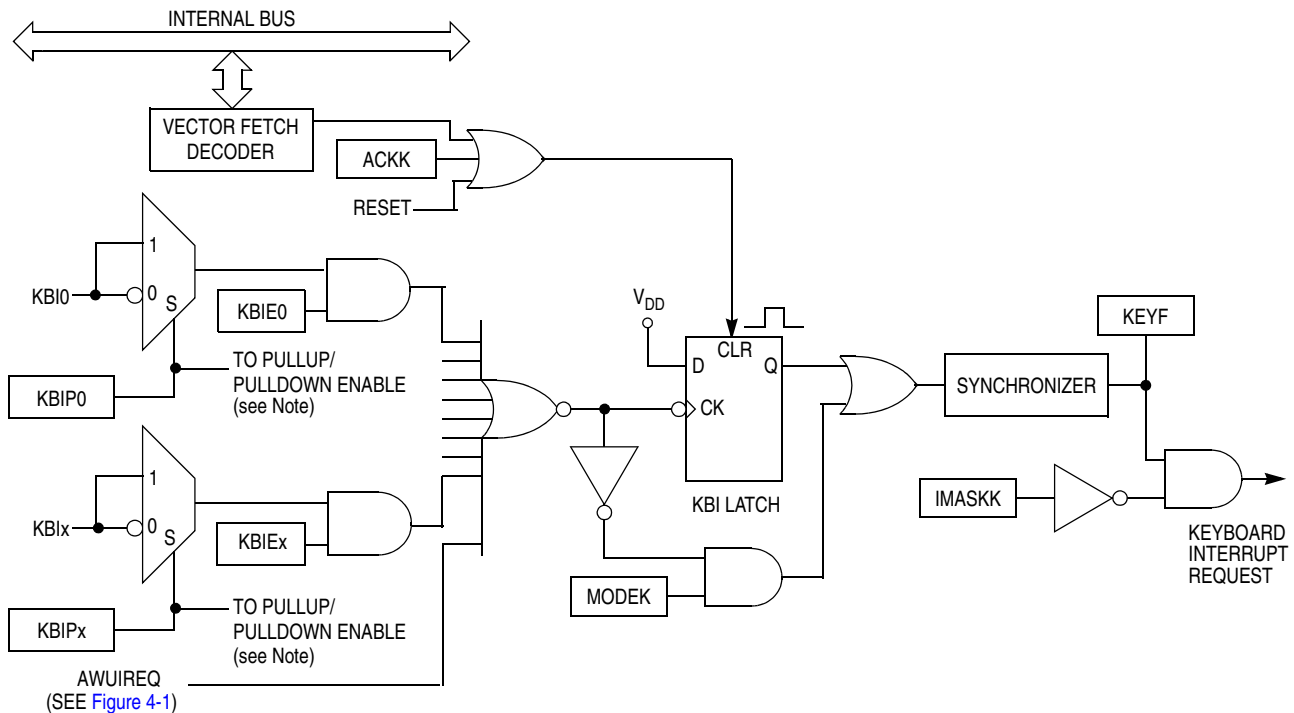 INTERNAL BUS
VECTOR FETCH
DECODER
ACKK
RESET
1
KBI0
0
S
KBIE0
KBIP0
TO PULLUP/
PULLDOWN ENABLE
(see Note)
VDD
CLR
D
Q
CK
KBI LATCH
SYNCHRONIZER
KEYF
IMASKK
KEYBOARD
INTERRUPT
REQUEST
1
KBIx
0
S
KBIEx
MODEK
KBIPx
TO PULLUP/
PULLDOWN ENABLE
(see Note)
AWUIREQ
(SEE Figure 4-1)